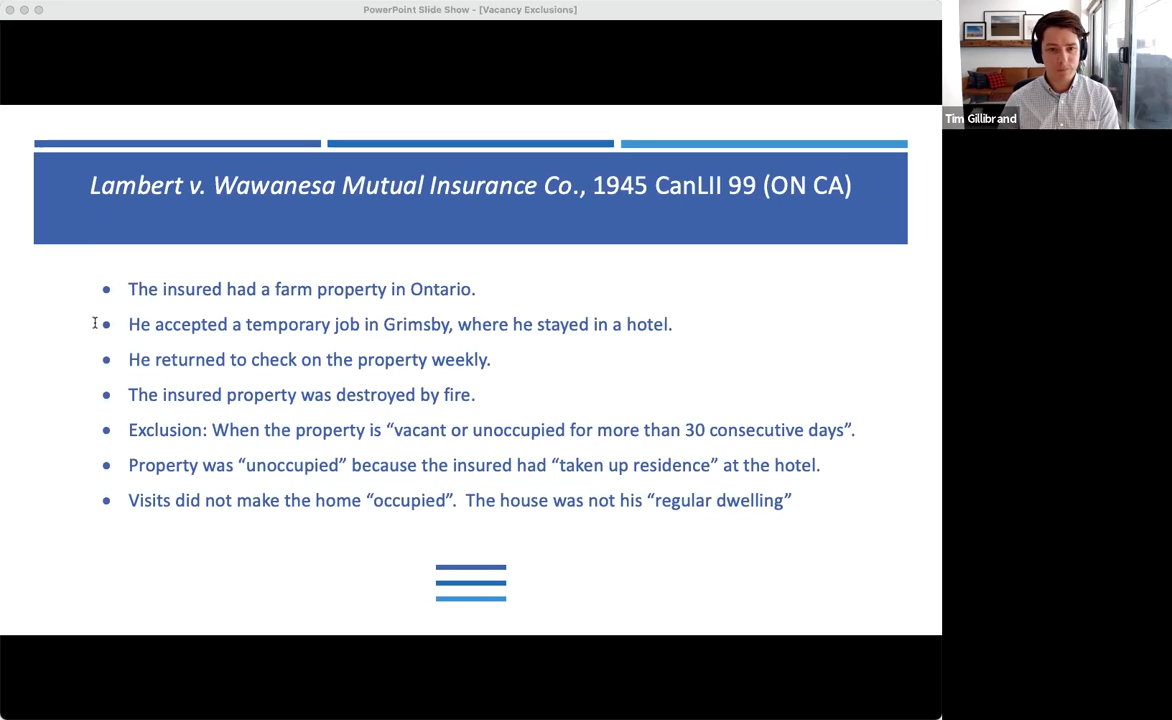 PowerPoint Slide Show - [Vacancy Exclusions]
Tim Gillibrand
Lambert v. Wawanesa Mutual Insurance Co., 1945 CanLII 99 (ON CA)
• The insured had a farm property in Ontario.
• He accepted a temporary job in Grimsby, where he stayed in a hotel.
• He returned to check on the property weekly.
• The insured property was destroyed by fire.
• Exclusion: When the property is “vacant or unoccupied for more than 30 consecutive days”.
• Property was “unoccupied” because the insured had “taken up residence” at the hotel.
• Visits did not make the home “occupied”.  The house was not his “regular dwelling”